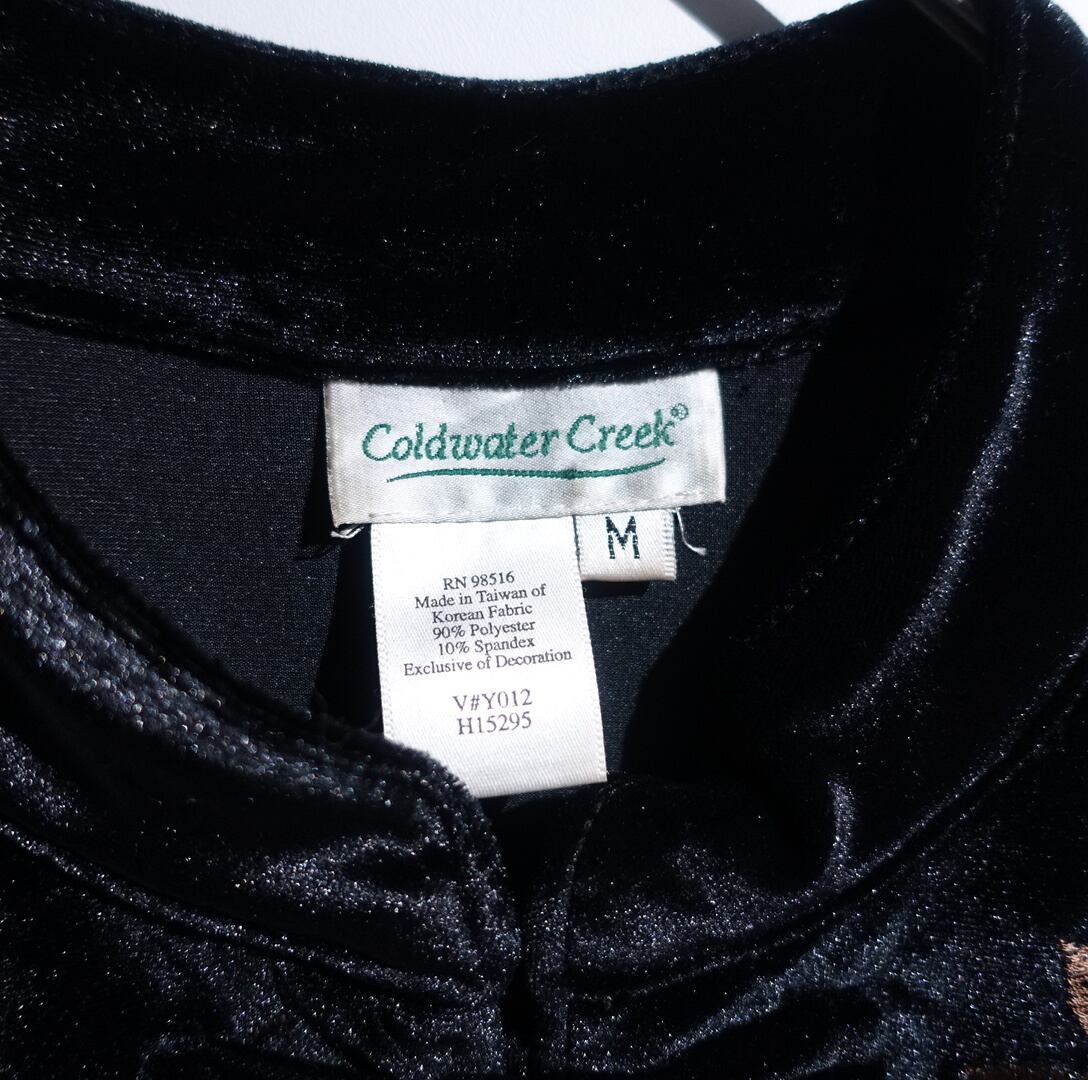 Coldwater Creek®
M
RN 98516
Made in Taiwan of
Korean Fabric
90% Polyester
10% Spandex
Exclusive of Decoration
V#Y012
H15295